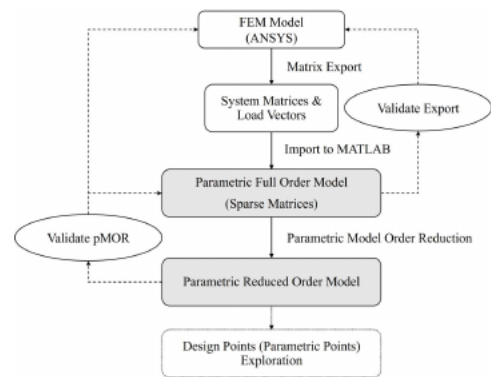 FEM Model
(ANSYS)
Matrix Export
System Matrices &
Load Vectors
Validate Export
Import to MATLAB
Parametric Full Order Model
(Sparse Matrices)
Validate pMOR
Parametric Model Order Reduction
Parametric Reduced Order Model
Design Points (Parametric Points)
Exploration